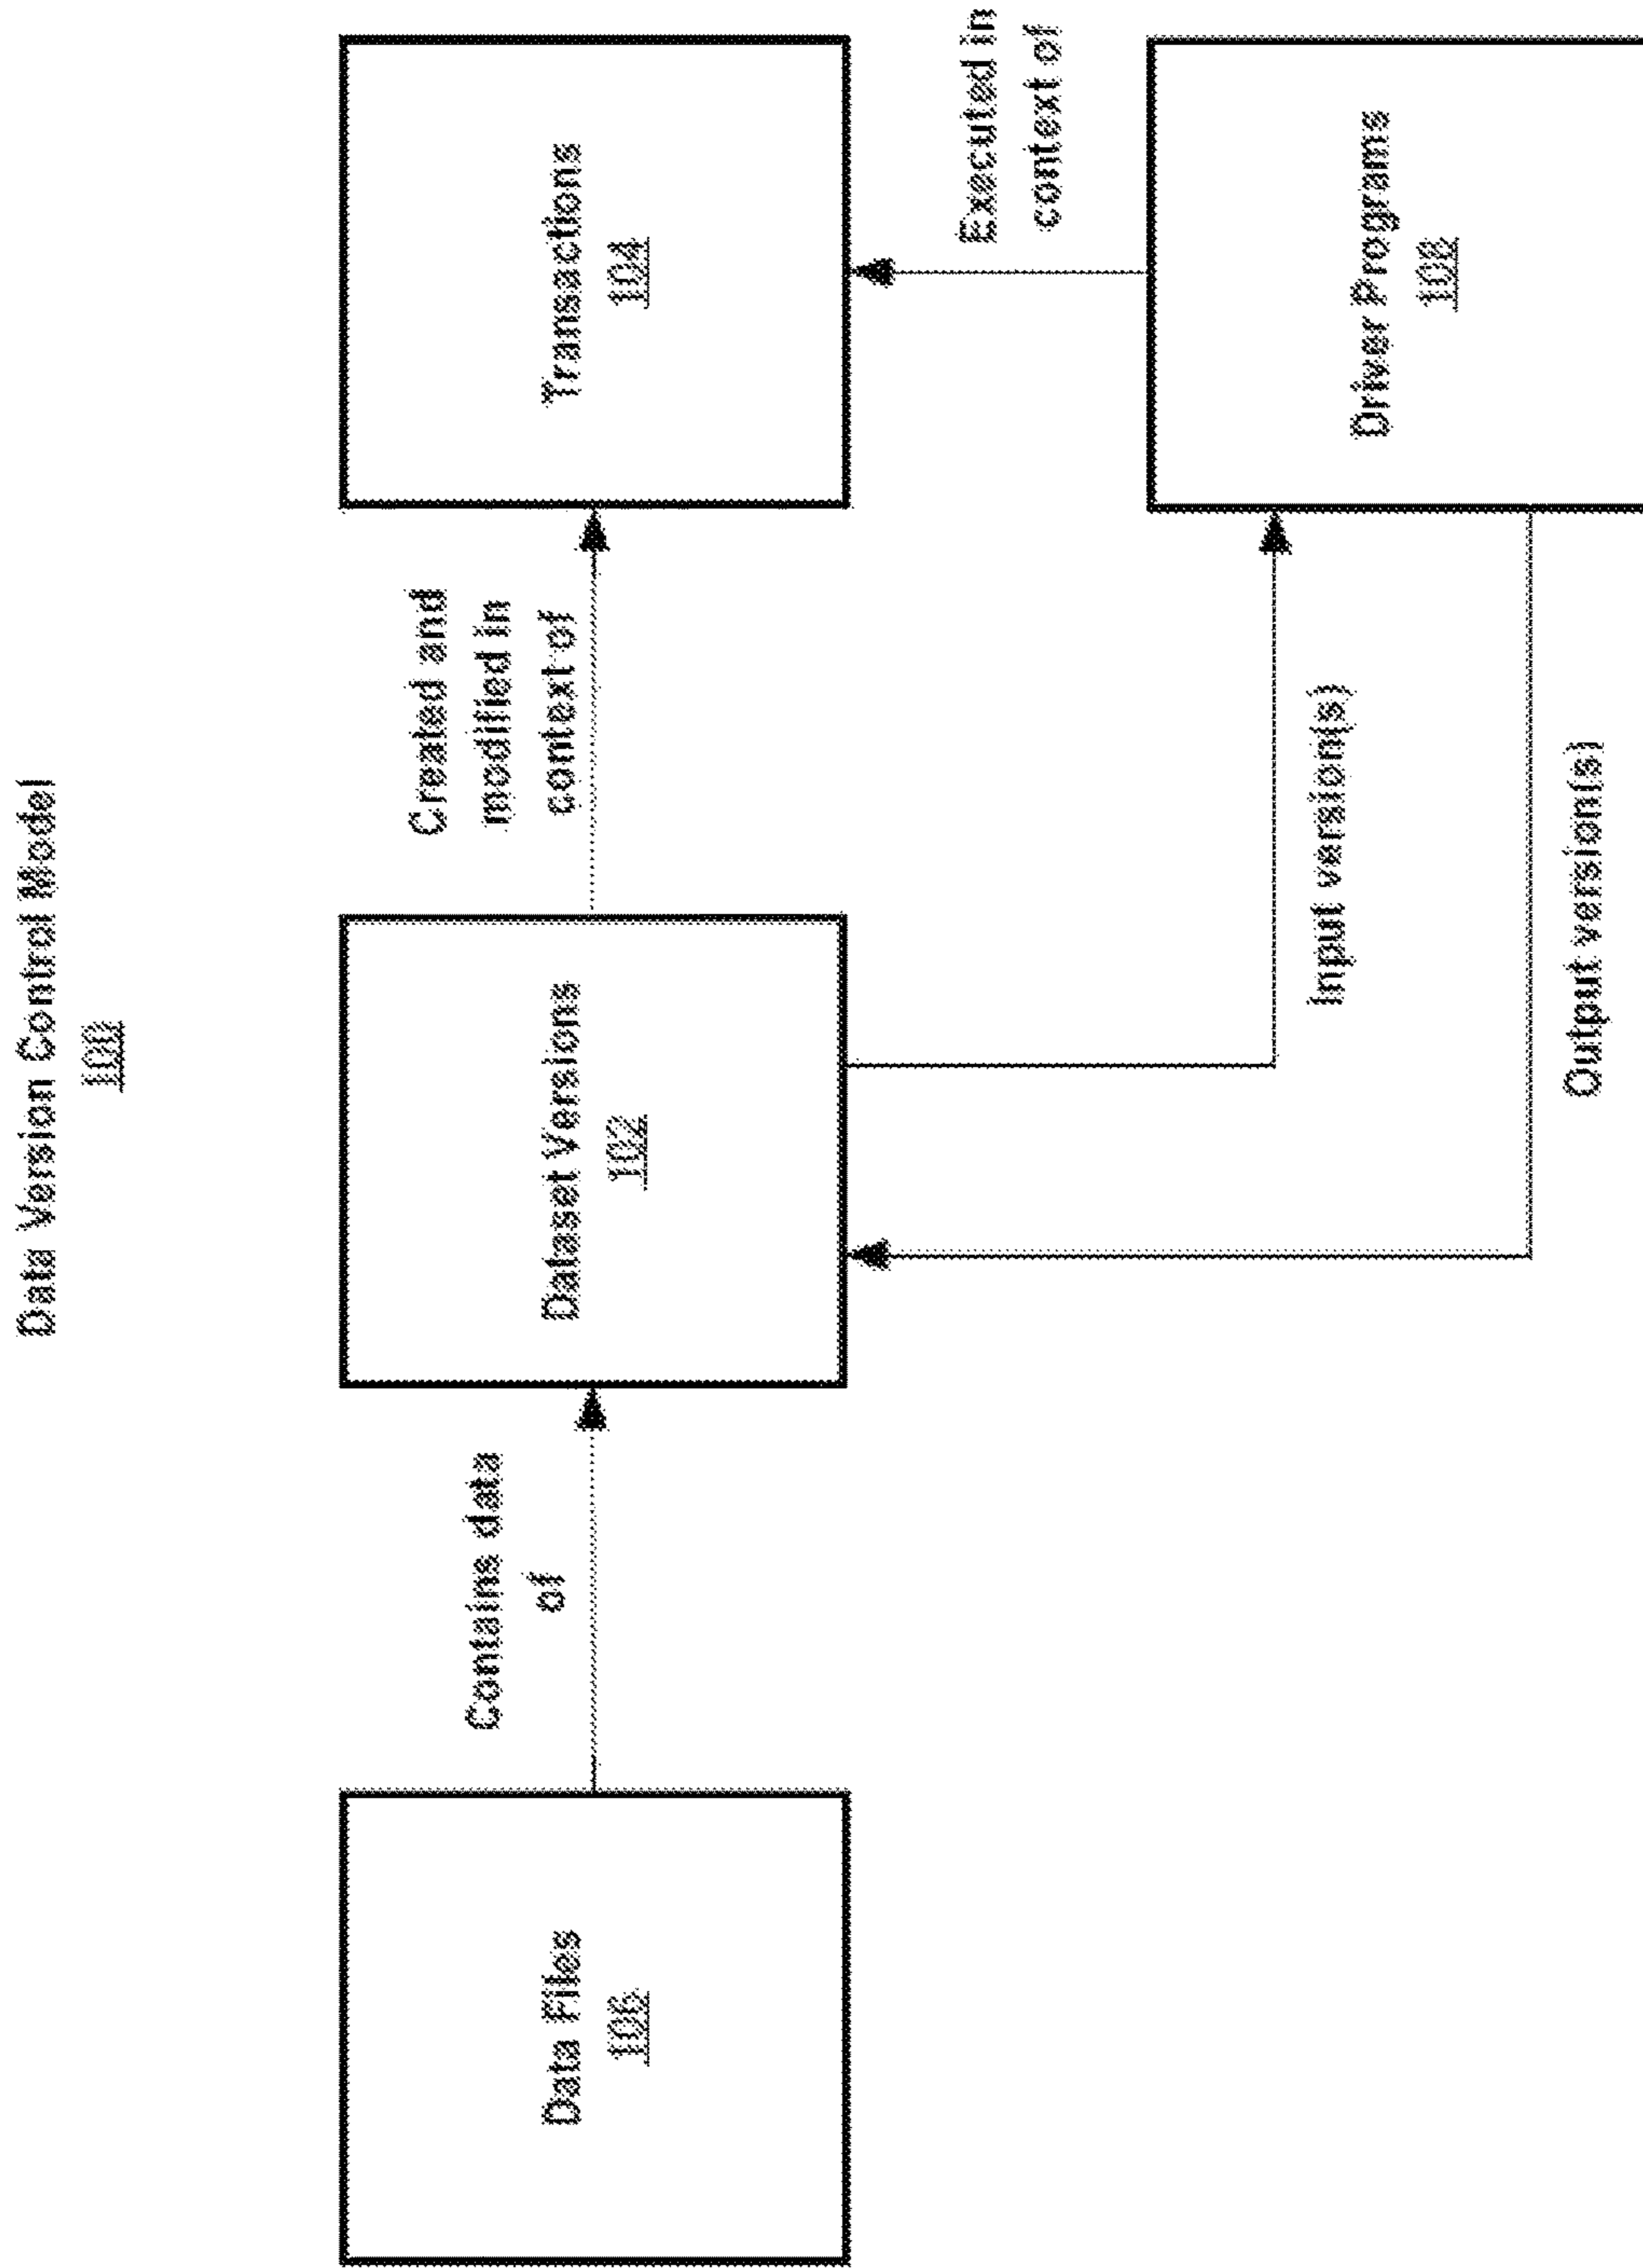 Data Version Control Model
100
Data Files
106
Contains data
of
Dataset Versions
102
Created and
modified in
context of
Transactions
104
Executed in
context of
Input version(s)
Output version(s)
Driver Programs
108